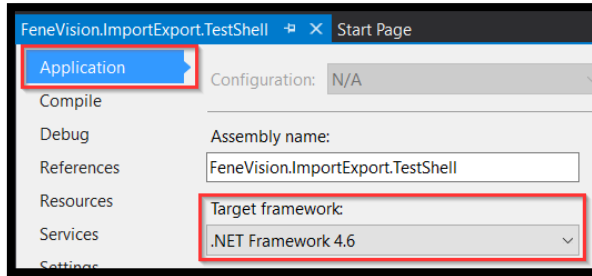 FeneVision.ImportExport.TestShell Start Page
Application
Configuration: N/A
Compile
Debug
Assembly name:
References
FeneVision.ImportExport.TestShell
Resources
Target framework:
Services
.NET Framework 4.6
Settings